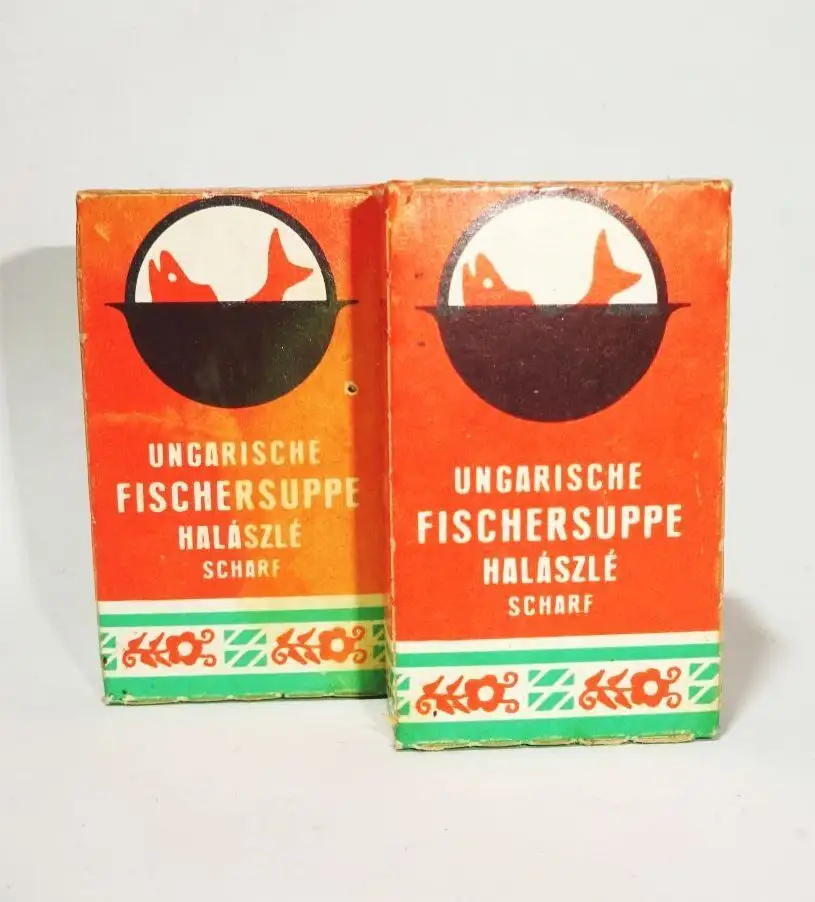 UNGARISCHE
FISCHERSUPPE
HALÁSZLÉ
SCHARF
UNGARISCHE
FISCHERSUPPE
HALÁSZLÉ
SCHARF